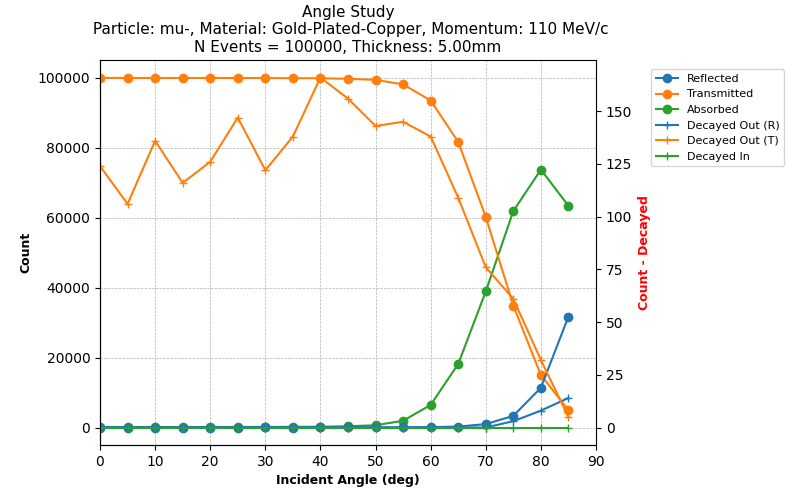 Angle Study
Particle: mu-, Material: Gold-Plated-Copper, Momentum: 110 MeV/c
N Events = 100000, Thickness: 5.00mm
Count
100000
80000
60000
40000
20000
0
0 10 20 30 40 50 60 70 80 90
Incident Angle (deg)
150
125
100
75
50
25
0
Count - Decayed
Reflected
Transmitted
Absorbed
Decayed Out (R)
Decayed Out (T)
Decayed In